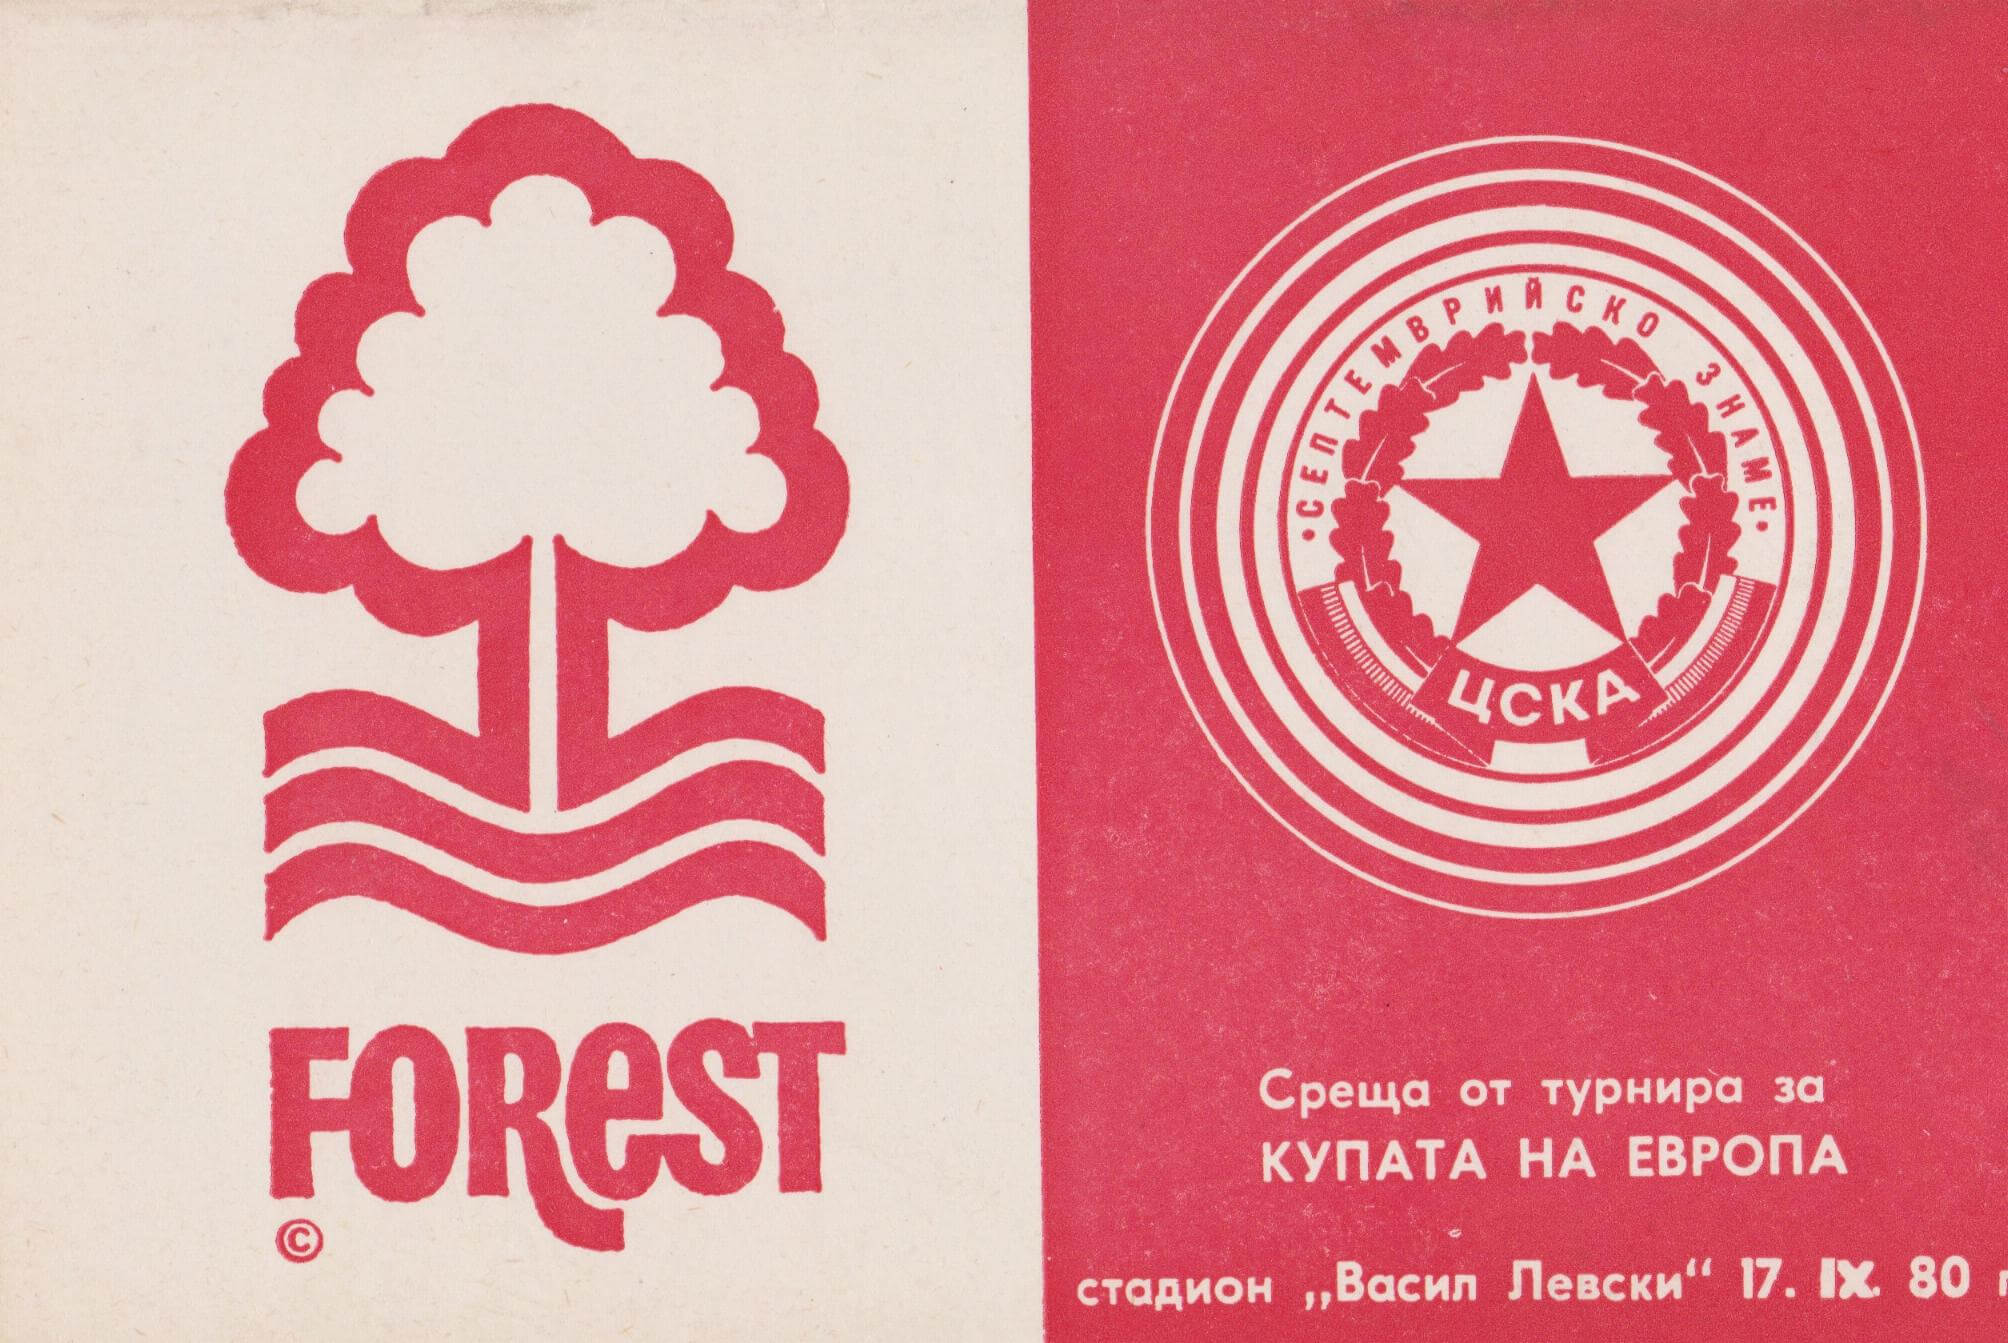 FOREST
©
• СЕПТЕМВРИЙСКО ЗНАМЕ •
ЦСКА
Среща от турнира за
КУПАТА НА ЕВРОПА
стадион „Васил Левски“ 17. IX. 80 г